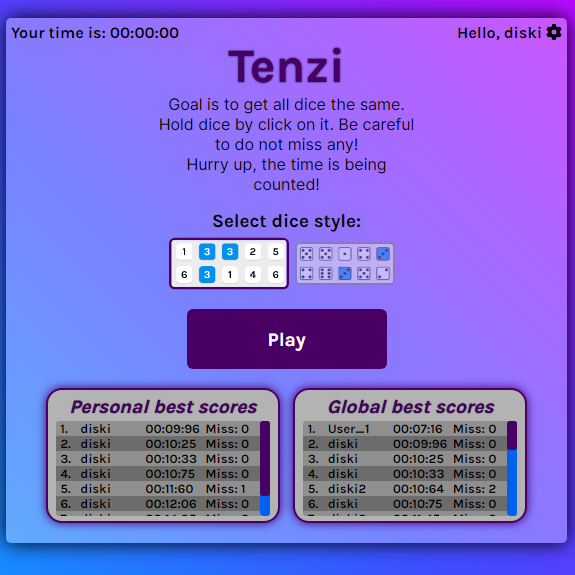 Your time is: 00:00:00
Hello, diski
Tenzi
Goal is to get all dice the same.
Hold dice by click on it. Be careful
to do not miss any!
Hurry up, the time is being
counted!
Select dice style:
1 3 3 2 5
6 3 1 4 6
Play
Personal best scores
1. diski 00:09:96 Miss: 0
2. diski 00:10:25 Miss: 0
3. diski 00:10:33 Miss: 0
4. diski 00:10:75 Miss: 0
5. diski 00:11:60 Miss: 1
6. diski 00:12:06 Miss: 0
Global best scores
1. User_1 00:07:16 Miss: 0
2. diski 00:09:96 Miss: 0
3. diski 00:10:25 Miss: 0
4. diski 00:10:33 Miss: 0
5. diski2 00:10:64 Miss: 2
6. diski 00:10:75 Miss: 0